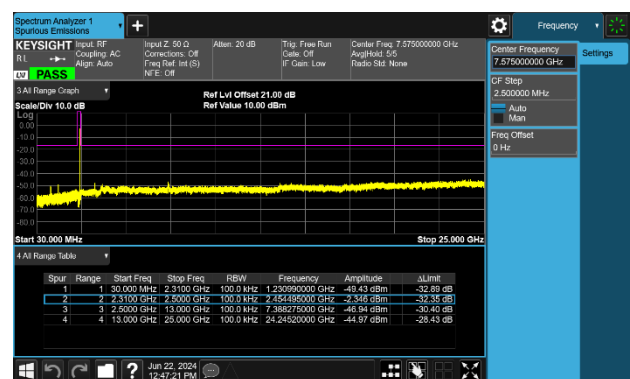 Spectrum Analyzer 1
Spurious Emissions
Frequency
KEYSIGHT
Input: RF
Coupling: AC
Align: Auto
Input Z: 50 Ω
Corrections: Off
Freq Ref: Int (S)
NFE: Off
Atten: 20 dB
Trig: Free Run
Gate: Off
IF Gain: Low
Center Freq: 7.575000000 GHz
Avg|Hold: 5/5
Radio Std: None
RL
LW PASS
Center Frequency
7.575000000 GHz
Settings
CF Step
2.500000 MHz
Auto
Man
Freq Offset
0 Hz
3 All Range Graph
Scale/Div 10.0 dB
Ref Lvl Offset 21.00 dB
Ref Value 10.00 dBm
Log
0.00
-10.0
-20.0
-30.0
-40.0
-50.0
-60.0
-70.0
-80.0
Start 30.000 MHz
Stop 25.000 GHz
4 All Range Table
Spur Range Start Freq Stop Freq RBW Frequency Amplitude ΔLimit
1 1 30.000 MHz 2.3100 GHz 100.0 kHz 1.230990000 GHz -49.43 dBm -32.89 dB
2 2 2.3100 GHz 2.5000 GHz 100.0 kHz 2.454495000 GHz -2.346 dBm -32.35 dB
3 3 2.5000 GHz 13.000 GHz 100.0 kHz 7.388275000 GHz -46.94 dBm -30.40 dB
4 4 13.000 GHz 25.000 GHz 100.0 kHz 24.24520000 GHz -44.97 dBm -28.43 dB
Jun 22, 2024
12:47:21 PM